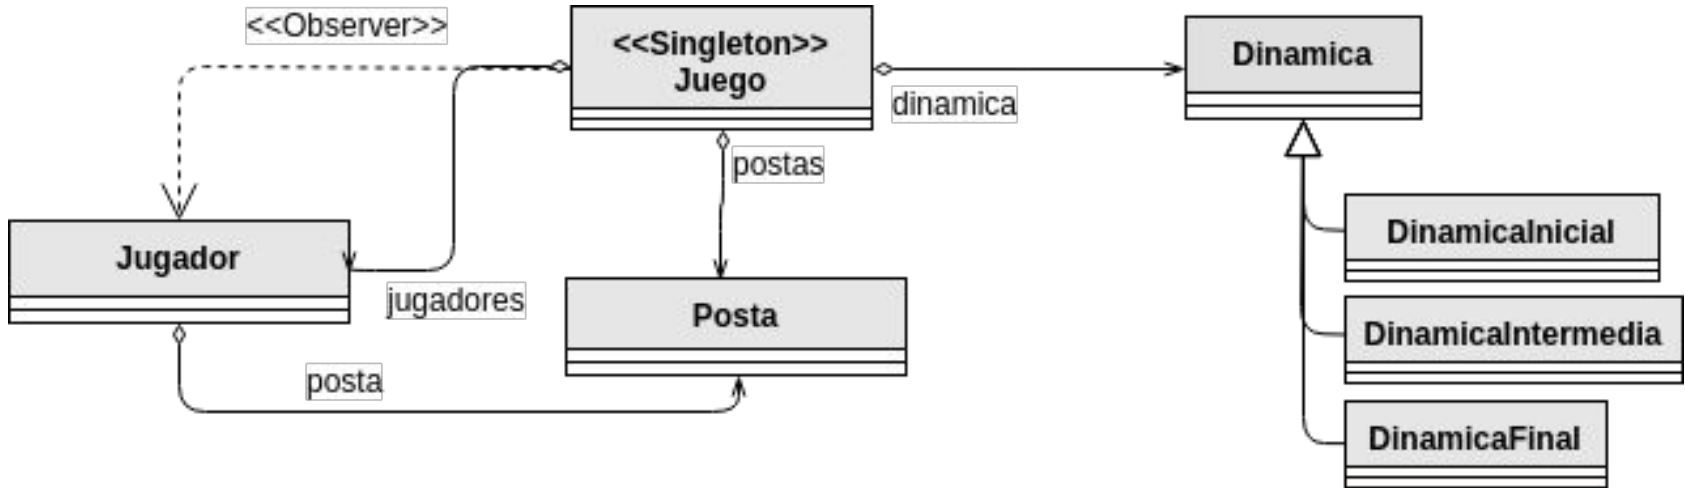 <<Observer>>
<<Singleton>>
Juego
Dinamica
dinamica
postas
DinamicaInicial
Jugador
jugadores
Posta
DinamicaIntermedia
posta
DinamicaFinal